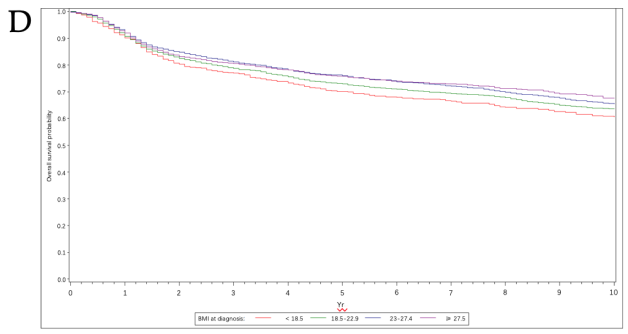 D
1.0
0.9
0.8
0.7
0.6
0.5
0.4
0.3
0.2
0.1
0.0
Overall survival probability
0 1 2 3 4 5 6 7 8 9 10
Yr
BMI at diagnosis: < 18.5 18.5-22.9 23-27.4 ≥ 27.5